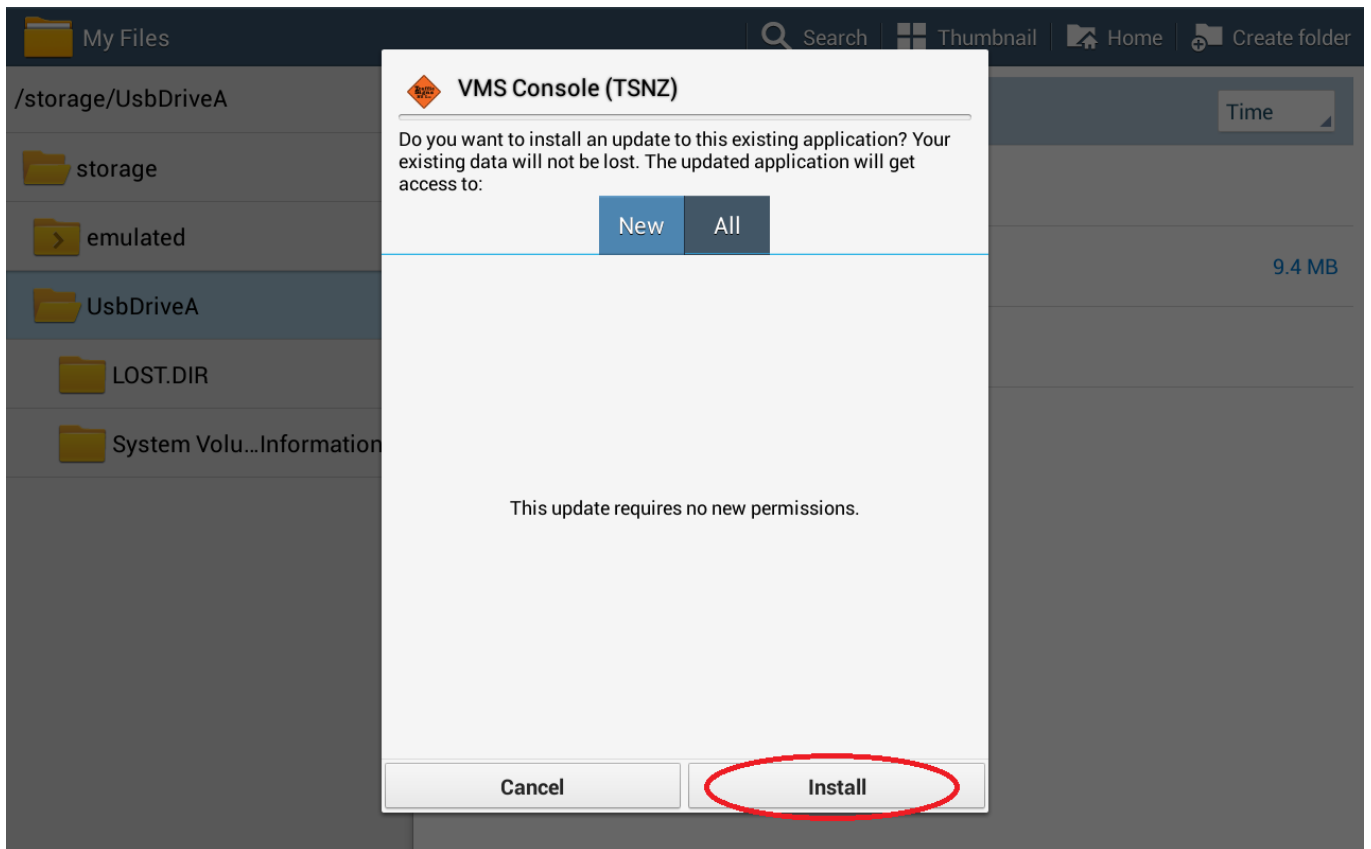 My Files
Search
Thumbnail
Home
Create folder
/storage/UsbDriveA
Time
storage
emulated
9.4 MB
UsbDriveA
LOST.DIR
System Volu...Information
VMS Console (TSNZ)
Do you want to install an update to this existing application? Your
existing data will not be lost. The updated application will get
access to:
New
All
This update requires no new permissions.
Cancel
Install